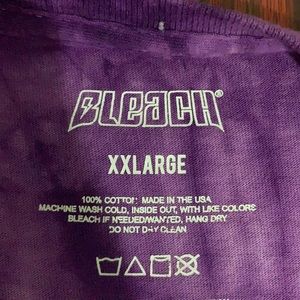 BLEACH®
XXLARGE
100% COTTON MADE IN THE USA
MACHINE WASH COLD, INSIDE OUT, WITH LIKE COLORS
BLEACH IF NEEDED/WANTED, HANG DRY
DO NOT DRY CLEAN